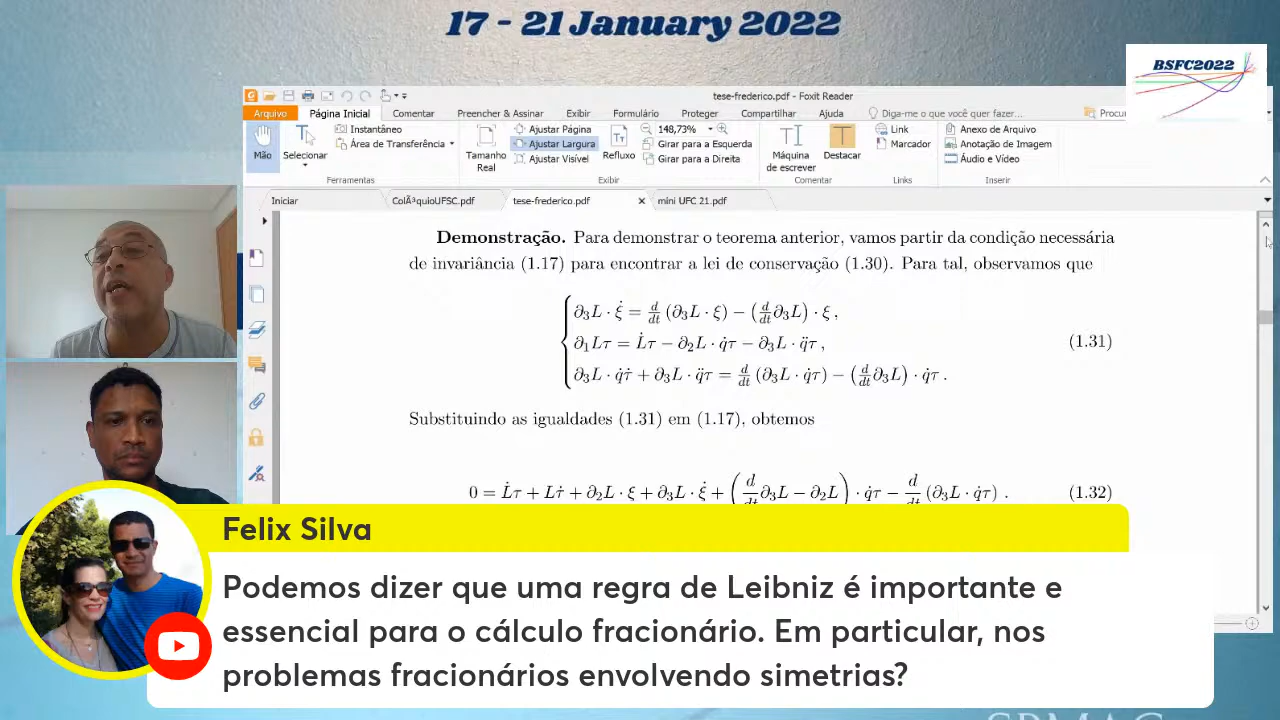 17 - 21 January 2022
BSFC2022
tese-frederico.pdf - Foxit Reader
Arquivo Página Inicial Comentar Preencher & Assinar Exibir Formulário Proteger Compartilhar Ajuda Diga-me o que você quer fazer... Procu
Mão
Selecionar
Instantâneo
Área de Transferência
Ferramentas
Tamanho
Real
Ajustar Página
Ajustar Largura
Ajustar Visível
Refluxo
148,73%
Girar para a Esquerda
Girar para a Direita
Exibir
Máquina
de escrever
Destacar
Comentar
Link
Marcador
Links
Anexo de Arquivo
Anotação de Imagem
Áudio e Vídeo
Inserir
Iniciar ColÃ³quioUFSC.pdf tese-frederico.pdf mini UFC 21.pdf
Demonstração. Para demonstrar o teorema anterior, vamos partir da condição necessária
de invariância (1.17) para encontrar a lei de conservação (1.30). Para tal, observamos que
∂₃L · ξ̇ = d/dt (∂₃L · ξ) − (d/dt ∂₃L) · ξ ,
∂₁Lτ = L̇τ − ∂₂L · q̇τ − ∂₃L · q̈τ , (1.31)
∂₃L · q̇τ̇ + ∂₃L · q̈τ = d/dt (∂₃L · q̇τ) − (d/dt ∂₃L) · q̇τ .
Substituindo as igualdades (1.31) em (1.17), obtemos
0 = L̇τ + Lτ̇ + ∂₂L · ξ + ∂₃L · ξ̇ + (d/dt ∂₃L − ∂₂L) · q̇τ − d/dt (∂₃L · q̇τ) . (1.32)
Felix Silva
Podemos dizer que uma regra de Leibniz é importante e
essencial para o cálculo fracionário. Em particular, nos
problemas fracionários envolvendo simetrias?